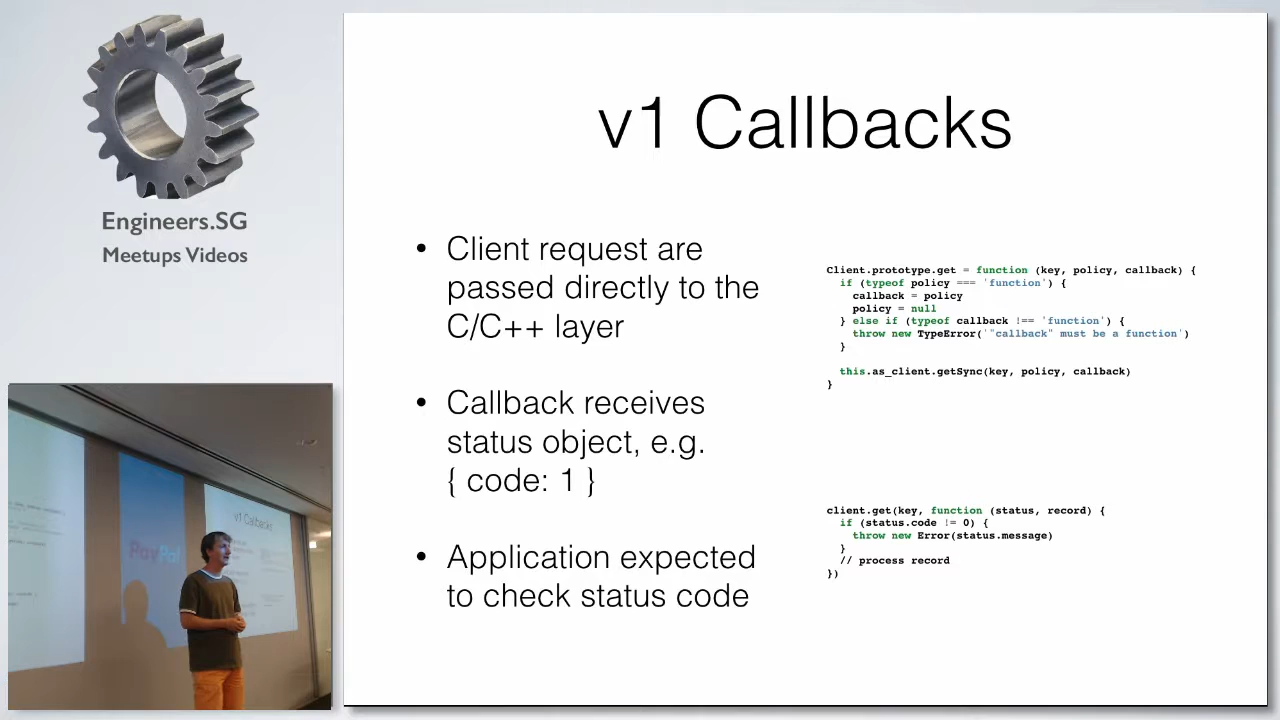 Engineers.SG
Meetups Videos
v1 Callbacks
• Client request are
passed directly to the
C/C++ layer
• Callback receives
status object, e.g.
{ code: 1 }
• Application expected
to check status code
Client.prototype.get = function (key, policy, callback) {
  if (typeof policy === 'function') {
    callback = policy
    policy = null
  } else if (typeof callback !== 'function') {
    throw new TypeError('"callback" must be a function')
  }
  this.as_client.getSync(key, policy, callback)
}
client.get(key, function (status, record) {
  if (status.code != 0) {
    throw new Error(status.message)
  }
  // process record
})
v1 Callbacks
PayPal